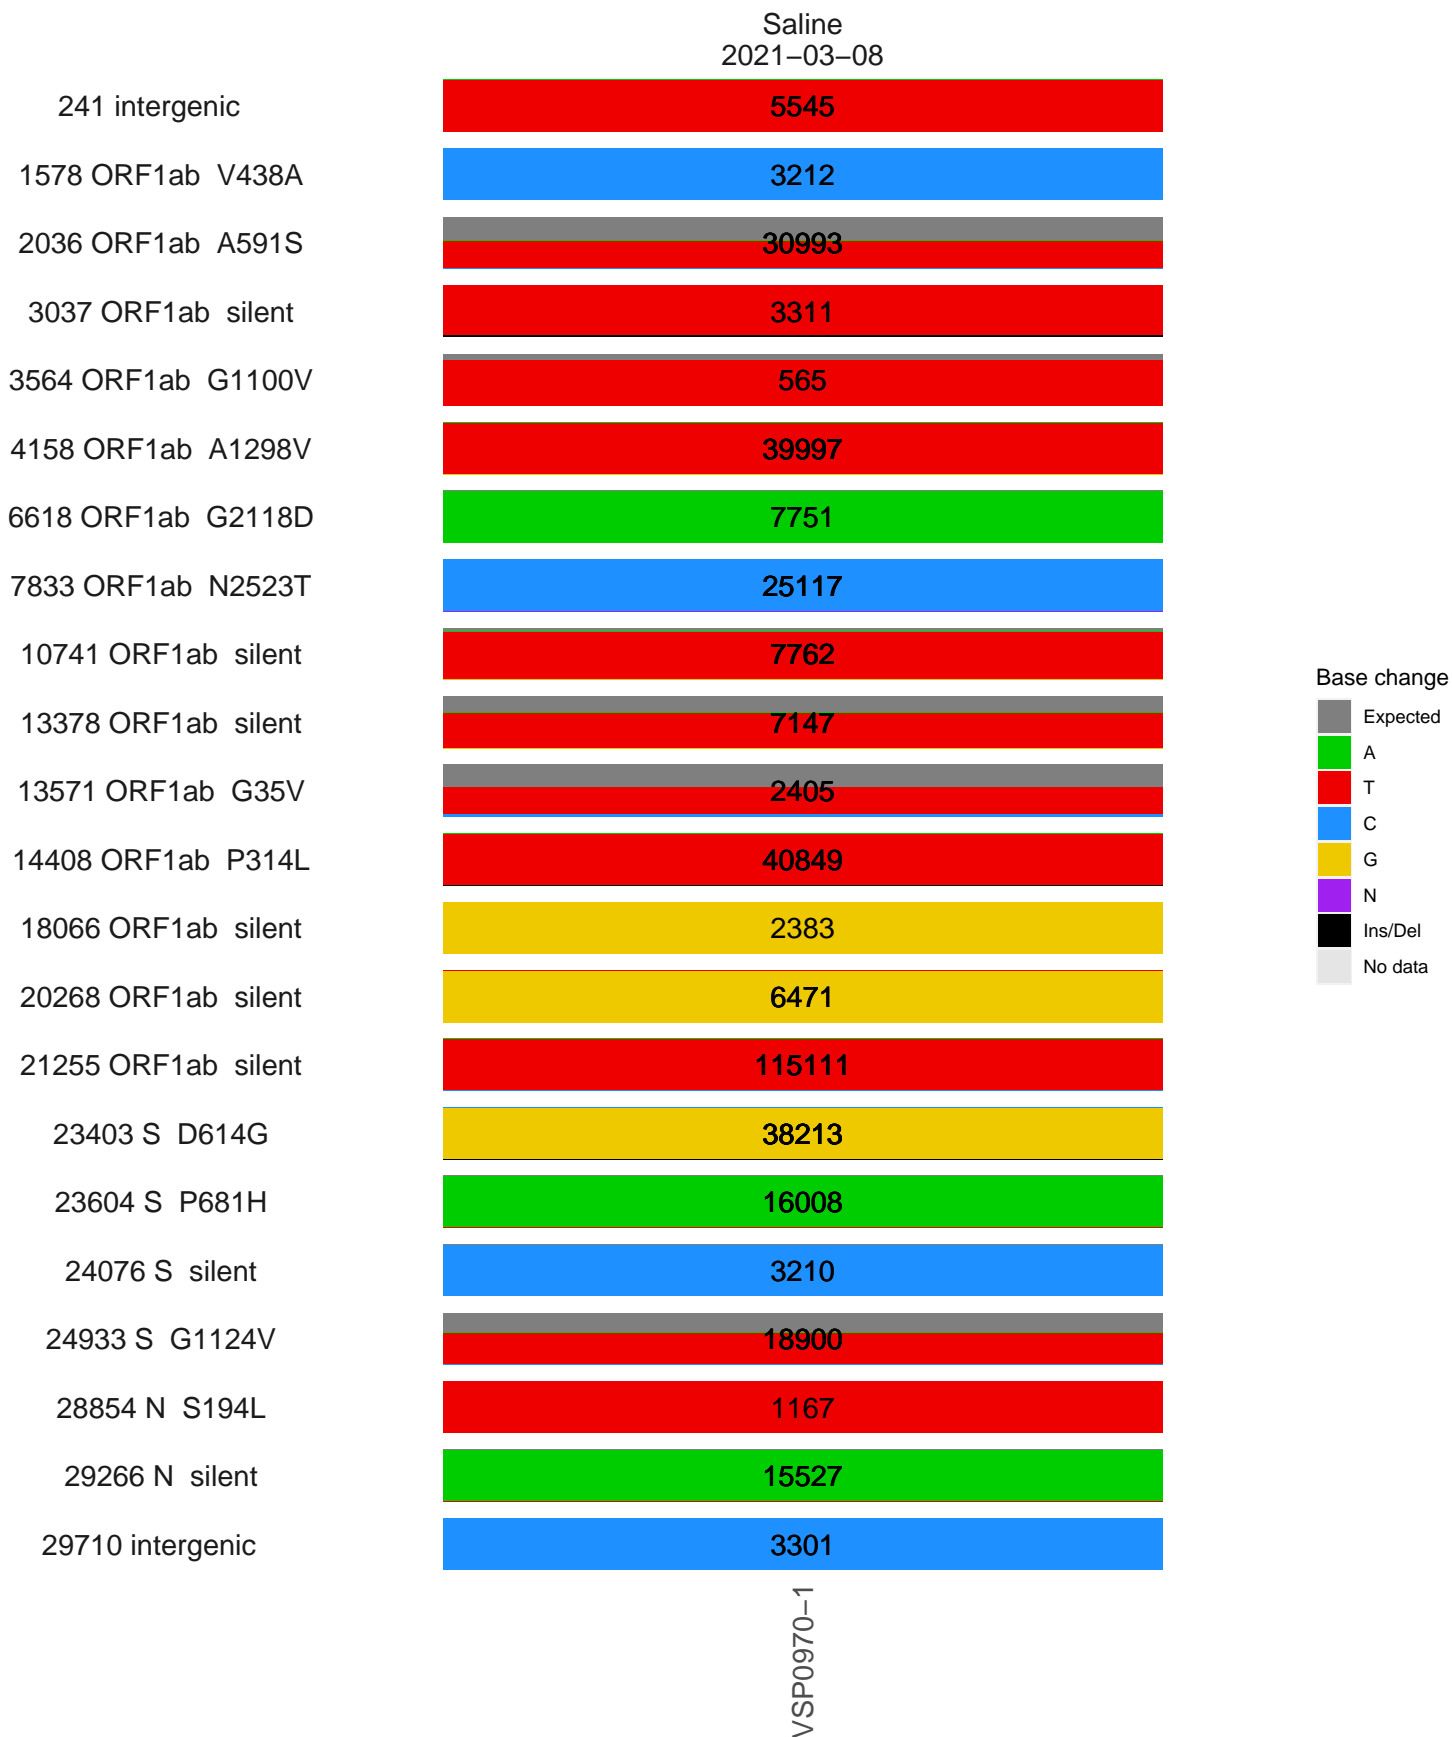 Saline
2021−03−08
241 intergenic 5545
1578 ORF1ab V438A 3212
2036 ORF1ab A591S 30993
3037 ORF1ab silent 3311
3564 ORF1ab G1100V 565
4158 ORF1ab A1298V 39997
6618 ORF1ab G2118D 7751
7833 ORF1ab N2523T 25117
10741 ORF1ab silent 7762
13378 ORF1ab silent 7147
13571 ORF1ab G35V 2405
14408 ORF1ab P314L 40849
18066 ORF1ab silent 2383
20268 ORF1ab silent 6471
21255 ORF1ab silent 115111
23403 S D614G 38213
23604 S P681H 16008
24076 S silent 3210
24933 S G1124V 18900
28854 N S194L 1167
29266 N silent 15527
29710 intergenic 3301
VSP0970−1
Base change
Expected
A
T
C
G
N
Ins/Del
No data